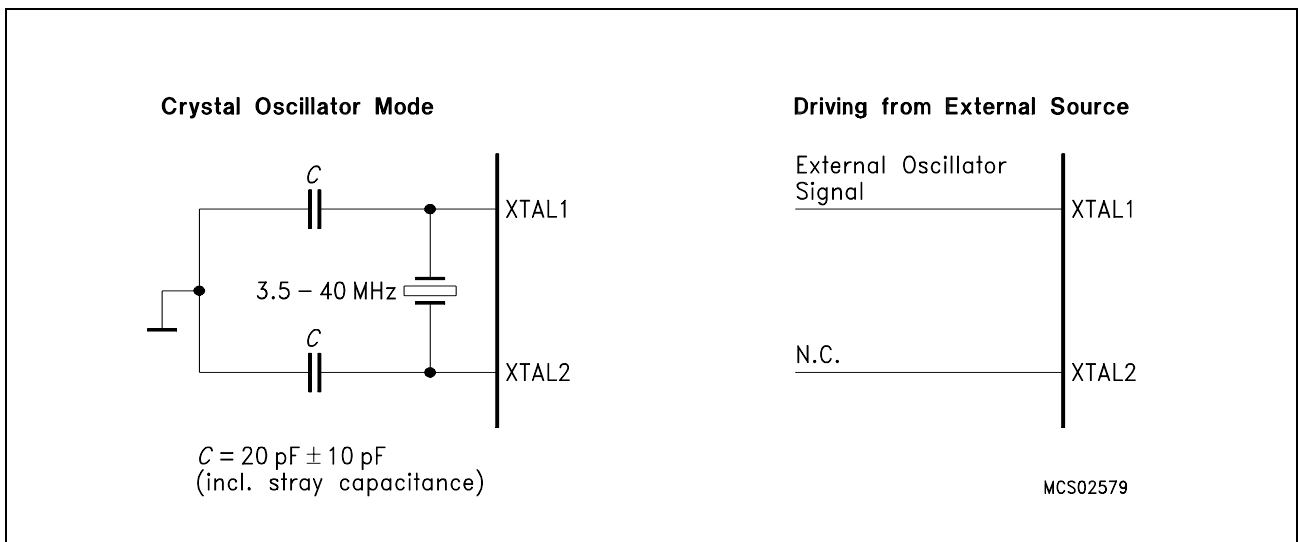 Crystal Oscillator Mode
C
XTAL1
3.5 – 40 MHz
C
XTAL2
C = 20 pF ± 10 pF
(incl. stray capacitance)
Driving from External Source
External Oscillator
Signal
XTAL1
N.C.
XTAL2
MCS02579